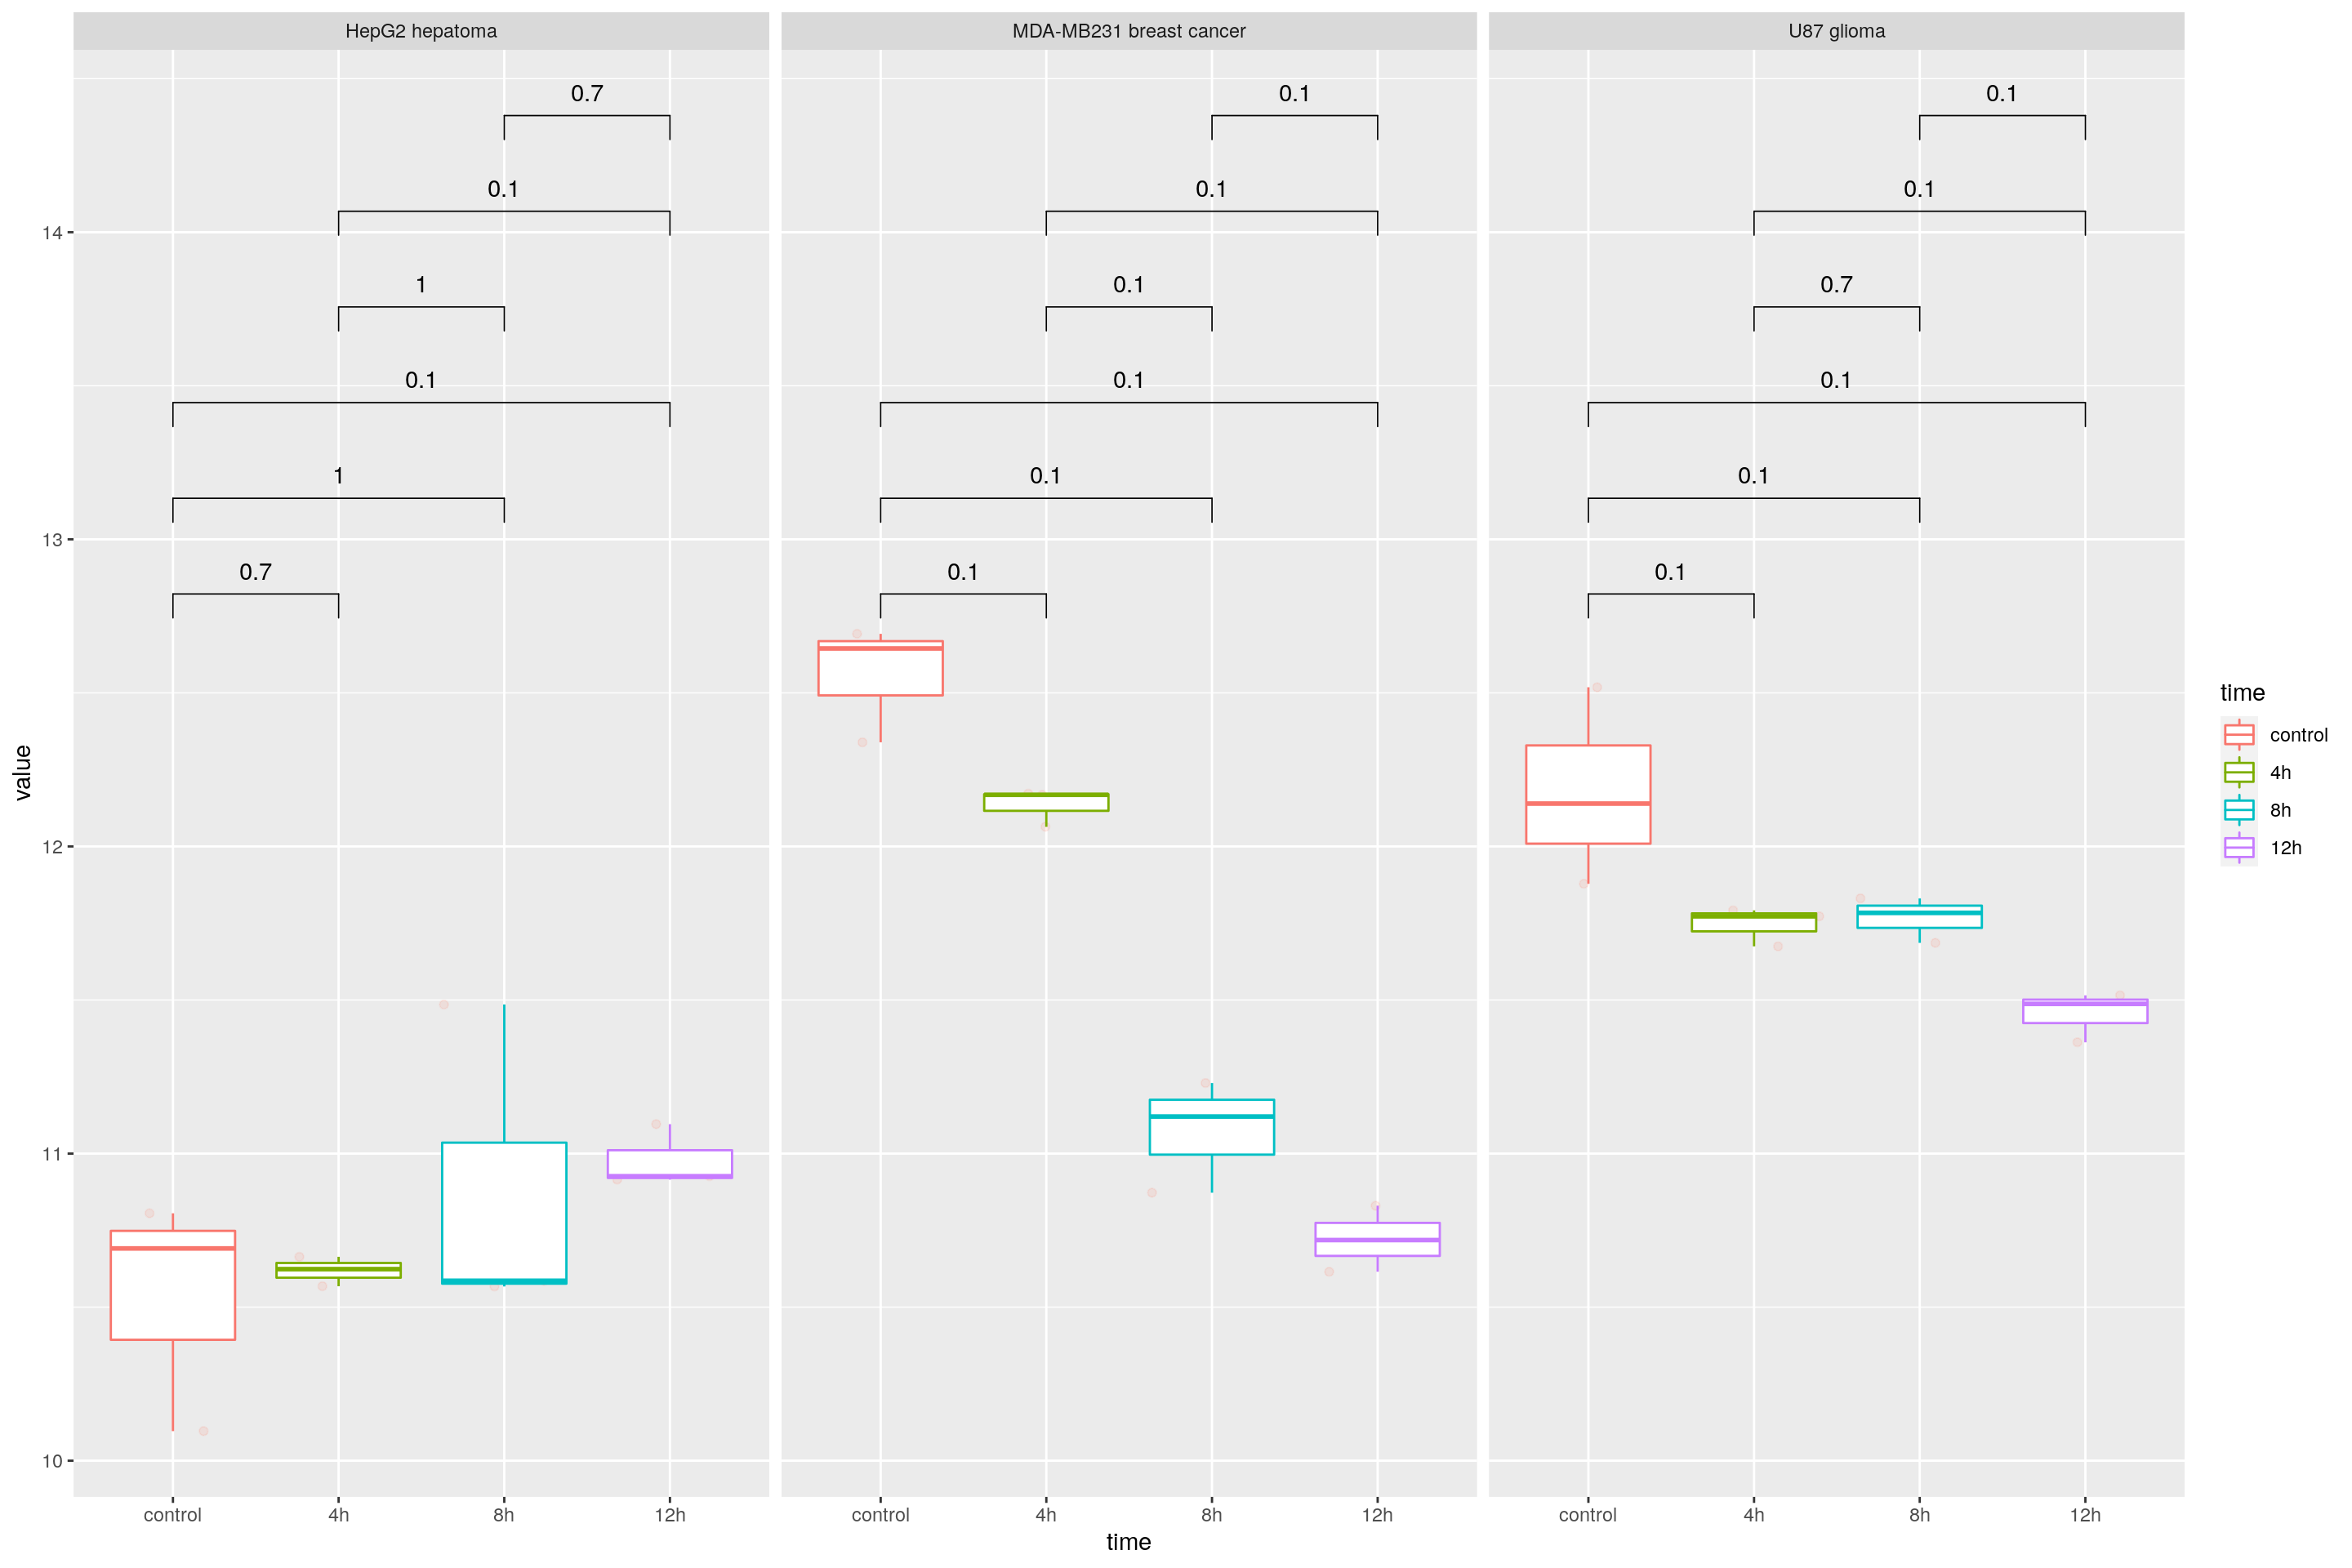 HepG2 hepatoma
MDA-MB231 breast cancer
U87 glioma
0.7
0.1
1
0.1
1
0.7
0.1
0.1
0.1
0.1
0.1
0.1
0.1
0.1
0.7
0.1
0.1
0.1
14
13
12
11
10
value
control
4h
8h
12h
control
4h
8h
12h
control
4h
8h
12h
time
time
control
4h
8h
12h